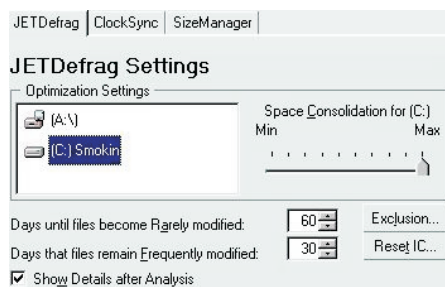 JETDefrag ClockSync SizeManager
JETDefrag Settings
Optimization Settings
(A:\)
(C:) Smokin
Space Consolidation for (C:)
Min Max
Days until files become Rarely modified: 60 Exclusion...
Days that files remain Frequently modified: 30 Reset IC...
Show Details after Analysis